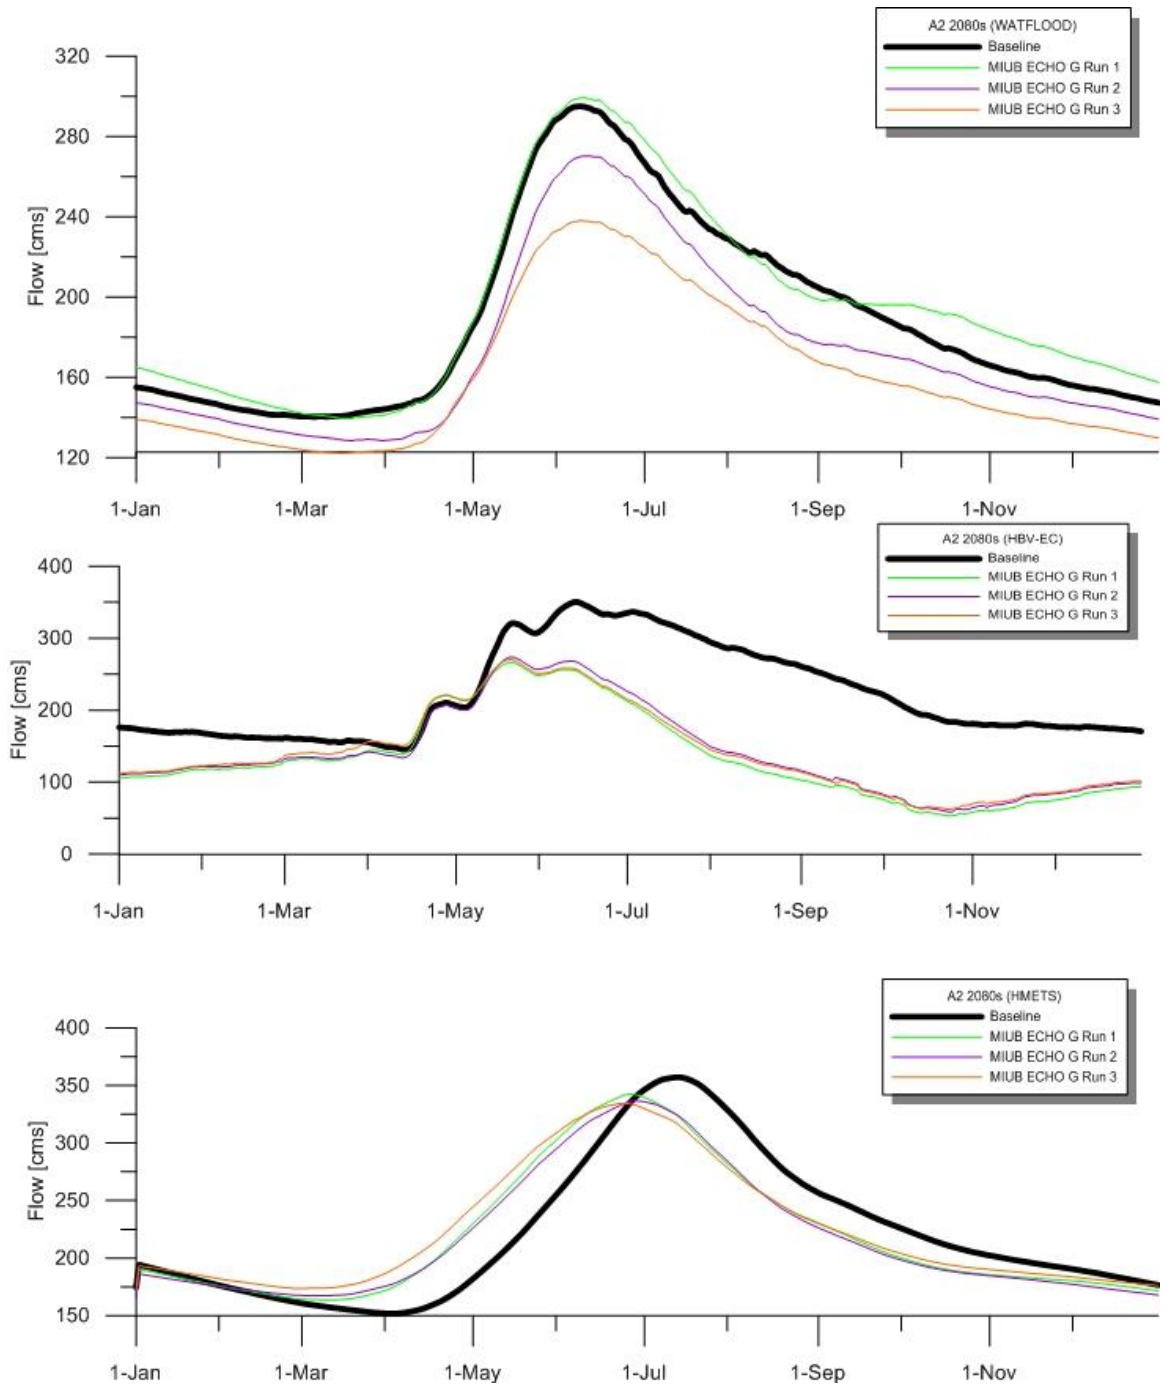 A2 2080s (WATFLOOD)
Baseline
MIUB ECHO G Run 1
MIUB ECHO G Run 2
MIUB ECHO G Run 3
320
280
240
200
160
120
Flow [cms]
1-Jan 1-Mar 1-May 1-Jul 1-Sep 1-Nov
A2 2080s (HBV-EC)
Baseline
MIUB ECHO G Run 1
MIUB ECHO G Run 2
MIUB ECHO G Run 3
400
300
200
100
0
Flow [cms]
1-Jan 1-Mar 1-May 1-Jul 1-Sep 1-Nov
A2 2080s (HMETS)
Baseline
MIUB ECHO G Run 1
MIUB ECHO G Run 2
MIUB ECHO G Run 3
400
350
300
250
200
150
Flow [cms]
1-Jan 1-Mar 1-May 1-Jul 1-Sep 1-Nov